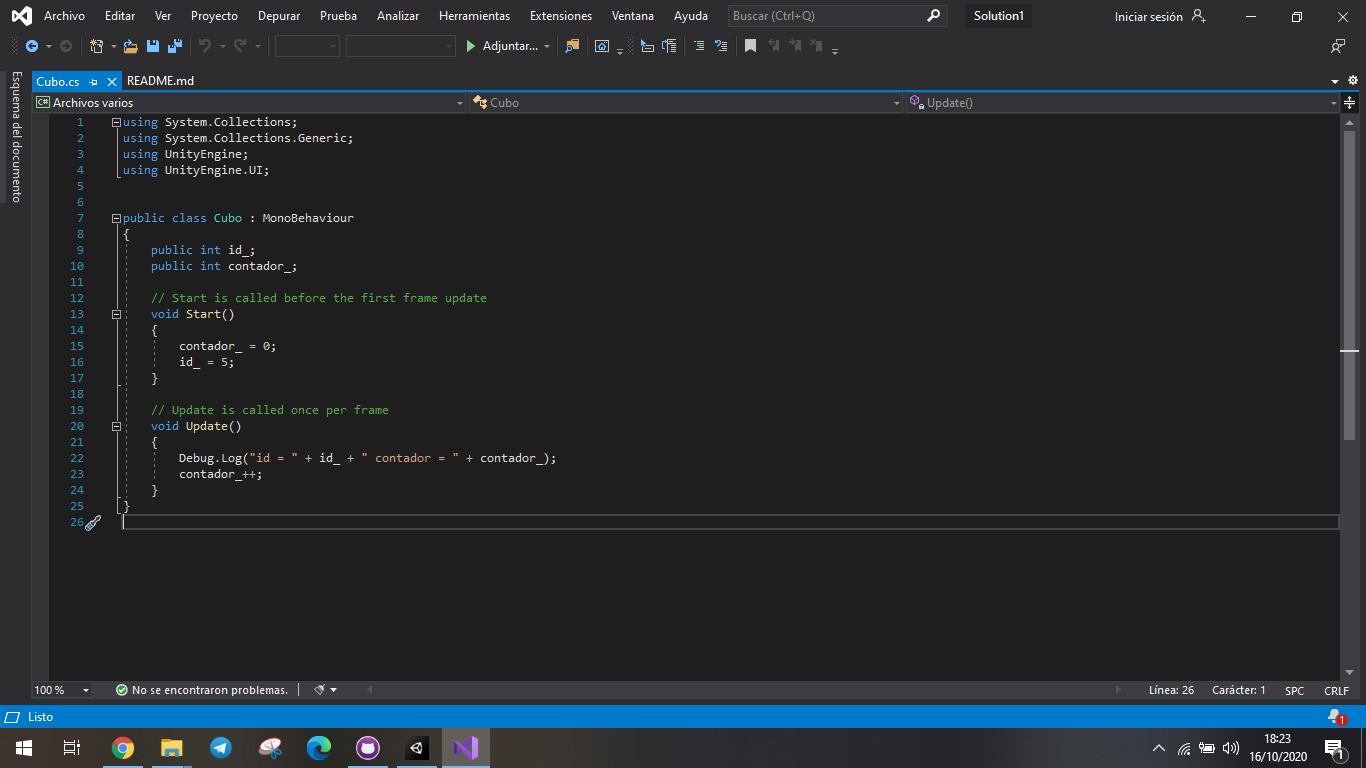 Archivo Editar Ver Proyecto Depurar Prueba Analizar Herramientas Extensiones Ventana Ayuda Buscar (Ctrl+Q) Solution1 Iniciar sesión
Adjuntar...
Cubo.cs README.md
Esquema del documento
C# Archivos varios Cubo Update()
1 using System.Collections;
2 using System.Collections.Generic;
3 using UnityEngine;
4 using UnityEngine.UI;
5
6
7 public class Cubo : MonoBehaviour
8 {
9 public int id_;
10 public int contador_;
11
12 // Start is called before the first frame update
13 void Start()
14 {
15 contador_ = 0;
16 id_ = 5;
17 }
18
19 // Update is called once per frame
20 void Update()
21 {
22 Debug.Log("id = " + id_ + " contador = " + contador_);
23 contador_++;
24 }
25 }
26
100 % No se encontraron problemas. Línea: 26 Carácter: 1 SPC CRLF
Listo 1
18:23
16/10/2020 1